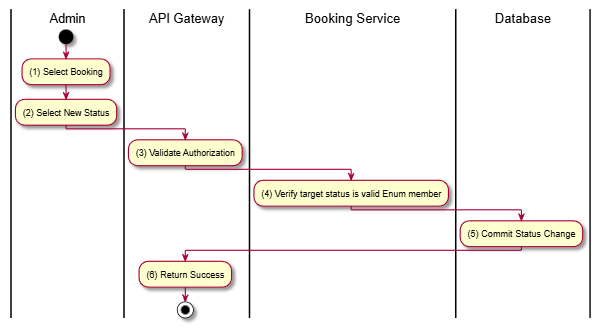 Admin
API Gateway
Booking Service
Database
(1) Select Booking
(2) Select New Status
(3) Validate Authorization
(4) Verify target status is valid Enum member
(5) Commit Status Change
(6) Return Success